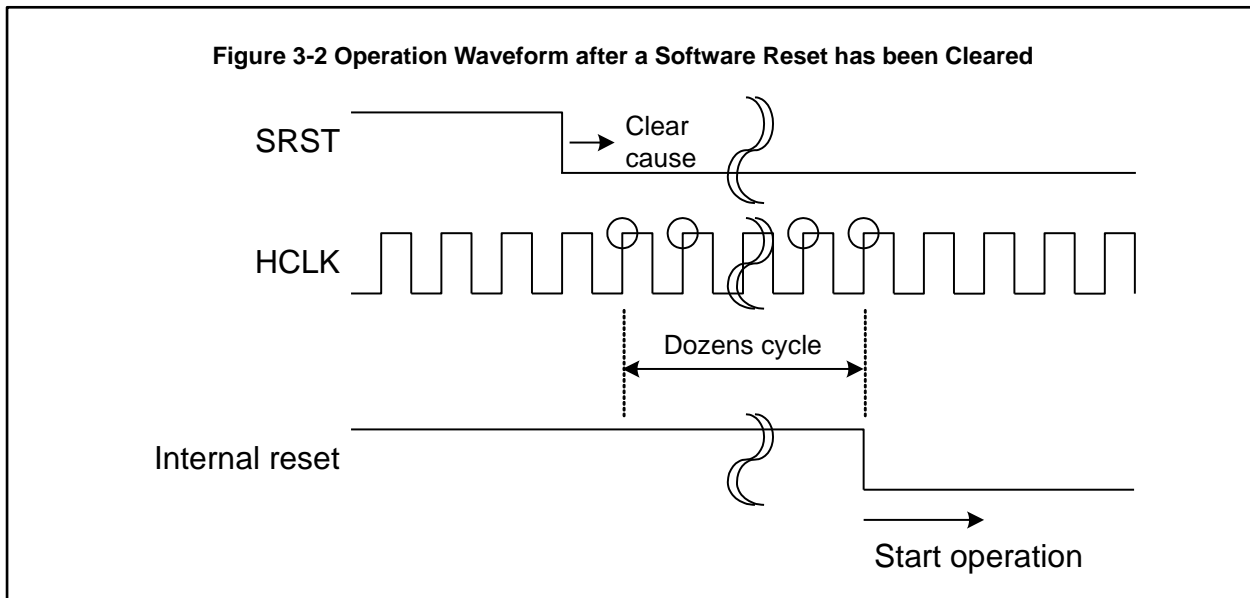 Figure 3-2 Operation Waveform after a Software Reset has been Cleared
SRST
Clear
cause
HCLK
Dozens cycle
Internal reset
Start operation